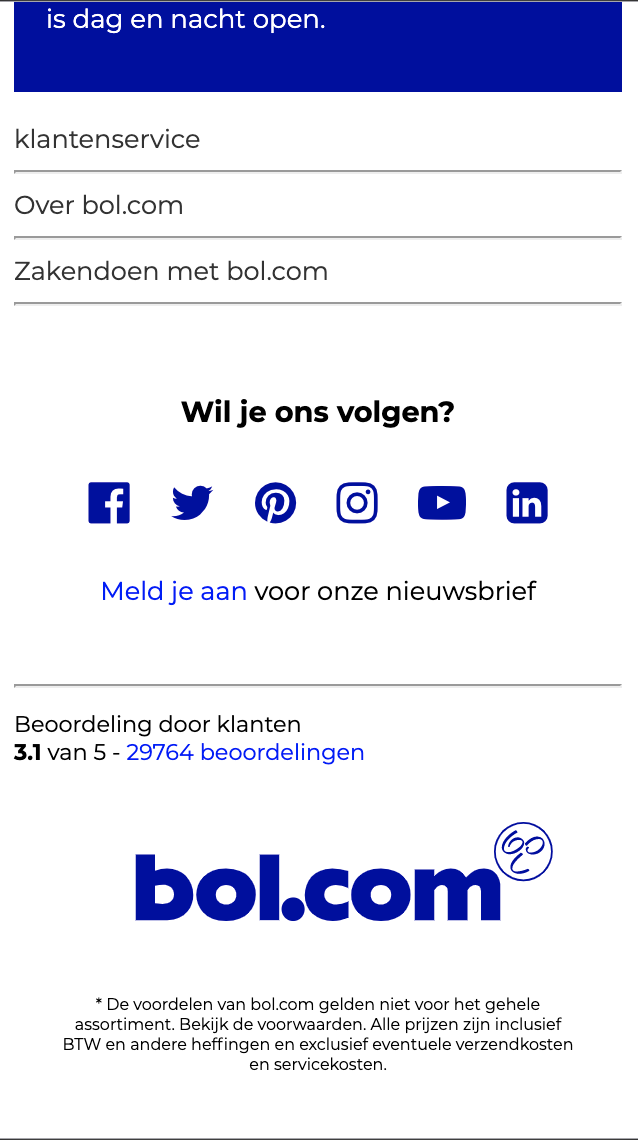 is dag en nacht open.
klantenservice
Over bol.com
Zakendoen met bol.com
Wil je ons volgen?
Meld je aan voor onze nieuwsbrief
Beoordeling door klanten
3.1 van 5 - 29764 beoordelingen
bol.com
* De voordelen van bol.com gelden niet voor het gehele
assortiment. Bekijk de voorwaarden. Alle prijzen zijn inclusief
BTW en andere heffingen en exclusief eventuele verzendkosten
en servicekosten.